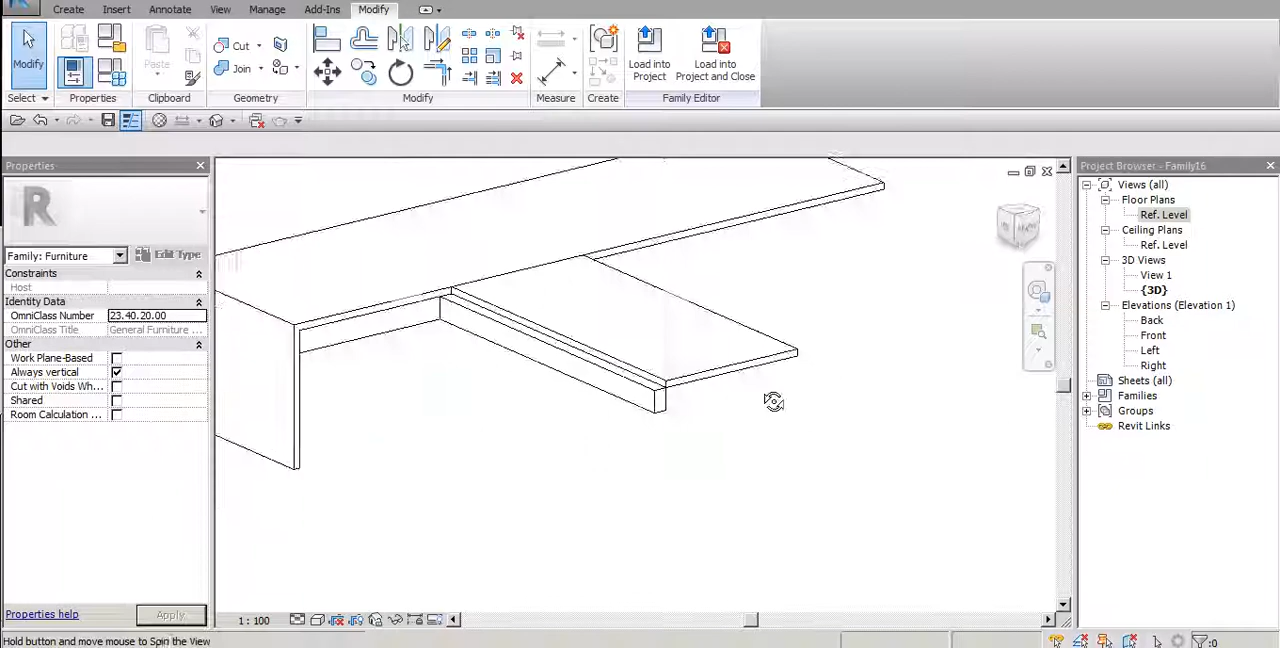 Create Insert Annotate View Manage Add-Ins Modify
Modify
Paste
Cut
Join
Load into Project
Load into Project and Close
Select Properties Clipboard Geometry Modify Measure Create Family Editor
Properties
Family: Furniture Edit Type
Constraints
Host
Identity Data
OmniClass Number 23.40.20.00
OmniClass Title General Furniture ...
Other
Work Plane-Based
Always vertical
Cut with Voids Wh...
Shared
Room Calculation ...
Properties help Apply
R
1 : 100
Hold button and move mouse to Spin the View
:0
Project Browser - Family16
Views (all)
Floor Plans
Ref. Level
Ceiling Plans
Ref. Level
3D Views
View 1
{3D}
Elevations (Elevation 1)
Back
Front
Left
Right
Sheets (all)
Families
Groups
Revit Links